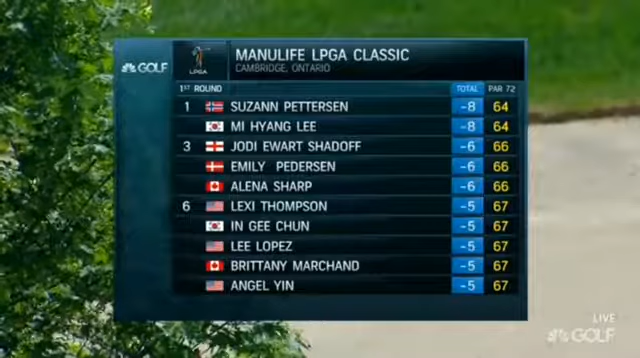 GOLF
LPGA
MANULIFE LPGA CLASSIC
CAMBRIDGE, ONTARIO
1ST ROUND TOTAL PAR 72
1 SUZANN PETTERSEN -8 64
MI HYANG LEE -8 64
3 JODI EWART SHADOFF -6 66
EMILY PEDERSEN -6 66
ALENA SHARP -6 66
6 LEXI THOMPSON -5 67
IN GEE CHUN -5 67
LEE LOPEZ -5 67
BRITTANY MARCHAND -5 67
ANGEL YIN -5 67
LIVE
GOLF